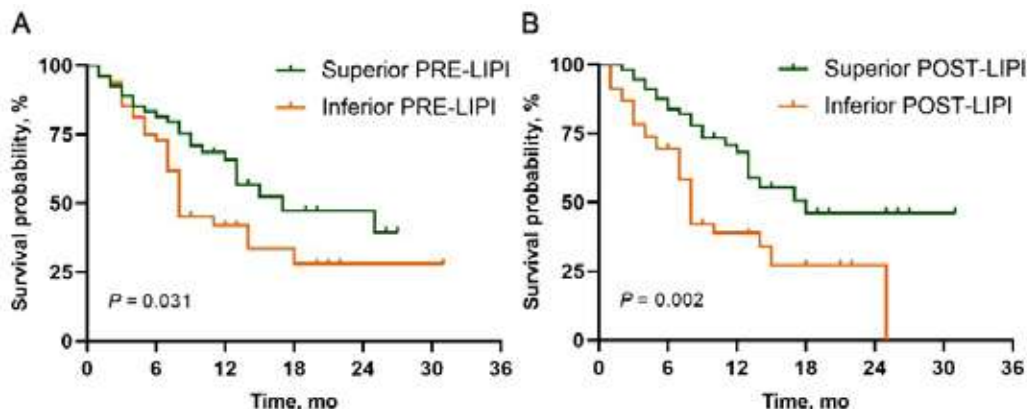 A
Survival probability, %
100
75
50
25
0
Superior PRE-LIPI
Inferior PRE-LIPI
P = 0.031
0 6 12 18 24 30 36
Time, mo
B
Survival probability, %
100
75
50
25
0
Superior POST-LIPI
Inferior POST-LIPI
P = 0.002
0 6 12 18 24 30 36
Time, mo